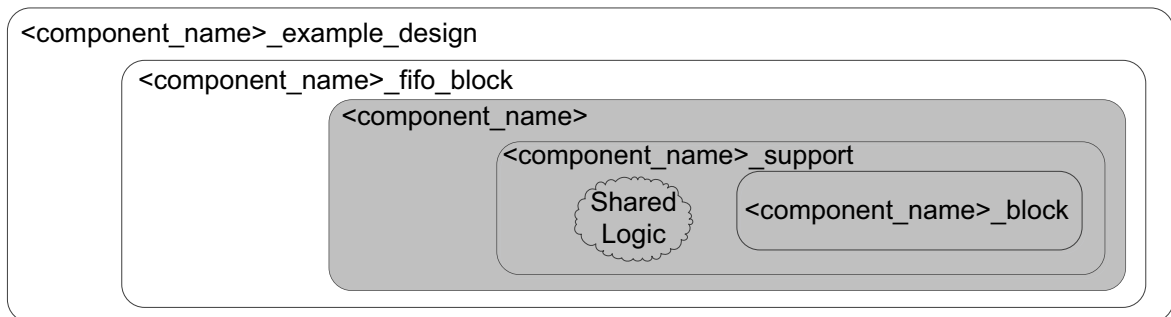 <component_name>_example_design
<component_name>_fifo_block
<component_name>
<component_name>_support
Shared
Logic
<component_name>_block